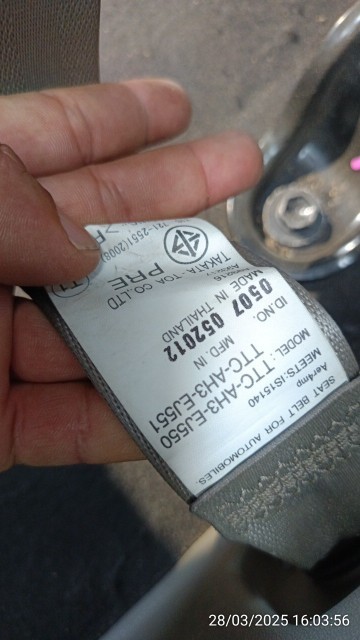 SEAT BELT FOR AUTOMOBILES.
Aer4mp
MEETS:IS15140
MODEL: TTC-AH3-EJ550
TTC-AH3-EJ551
MFD. IN
ID.NO. 0507 052012
MADE IN THAILAND
TAKATA-TOA CO.,LTD
PRE
28/03/2025 16:03:56